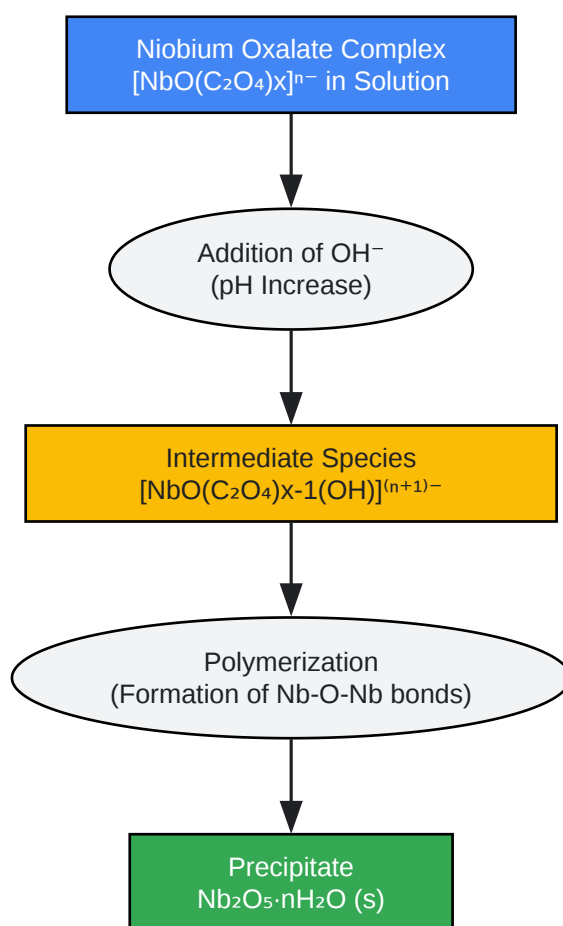 Niobium Oxalate Complex
[NbO(C₂O₄)x]ⁿ⁻ in Solution
Addition of OH⁻
(pH Increase)
Intermediate Species
[NbO(C₂O₄)x-1(OH)]⁽ⁿ⁺¹⁾⁻
Polymerization
(Formation of Nb-O-Nb bonds)
Precipitate
Nb₂O₅·nH₂O (s)